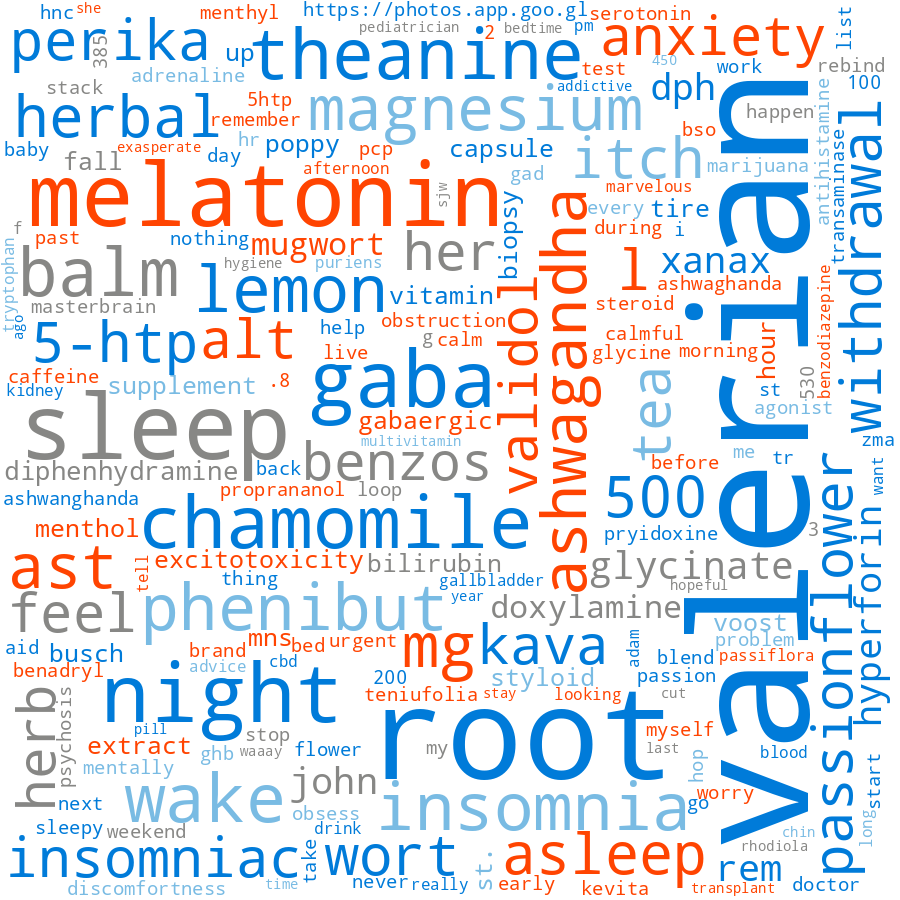 hnc
she
menthyl
https://photos.app.goo.gl
serotonin
list
perika
385
up
theanine
pediatrician
2
bedtime
pm
anxiety
adrenaline
test
450
work
rebind
stack
addictive
dph
100
herbal
5htp
remember
magnesium
happen
antihistamine
withdrawal
baby
exasperate
hr
poppy
capsule
bso
transaminase
fall
day
pcp
itch
marijuana
afternoon
gad
melatonin
sjw
marvelous
valerian
f
past
nothing
mugwort
her
biopsy
every
tire
during
i
tryptophan
balm
hygiene
puriens
xanax
masterbrain
lemon
vitamin
validol
ashwagandha
l
ashwaghanda
benzodiazepine
ago
5-htp
alt
help
obstruction
steroid
g
calm
calmful
hour
live
glycine
morning
caffeine
supplement
.8
gaba
tea
530
kidney
st
agonist
gabaergic
sleep
multivitamin
me
zma
diphenhydramine
back
benzos
before
tr
want
ashwanghanda
proprananol
loop
500
passionflower
menthol
chamomile
pryidoxine
3
hyperforin
ast
tell
excitotoxicity
bilirubin
glycinate
thing
gallbladder
hopeful
feel
phenibut
year
doxylamine
voost
aid
busch
brand
mns
bed
urgent
mg
kava
adam
problem
benadryl
advice
cbd
blend
passiflora
herb
psychosis
night
200
styloid
passion
teniufolia
stay
looking
cut
pill
root
extract
stop
my
myself
waaay
flower
last
mentally
ghb
hop
blood
start
john
next
wake
obsess
insomnia
go
worry
long
sleepy
weekend
drink
chin
insomniac
take
wort
st.
asleep
rhodiola
rem
discomfortness
time
never
really
early
kevita
transplant
doctor